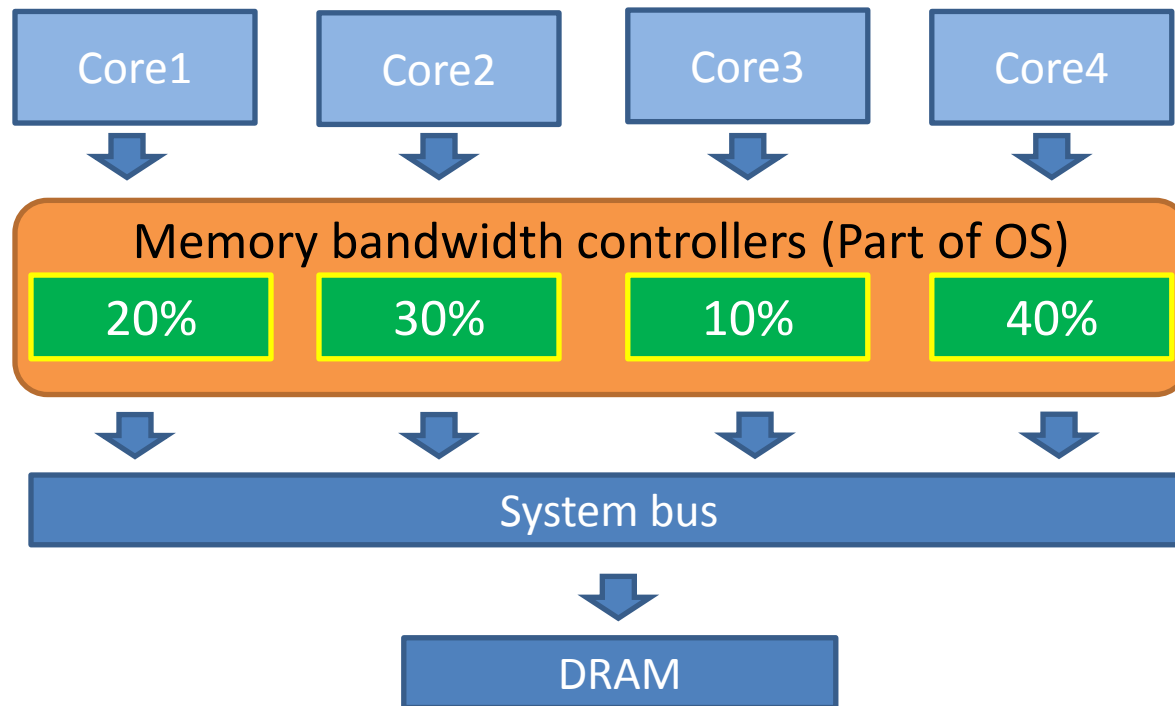 Core1
Core2
Core3
Core4
Memory bandwidth controllers (Part of OS)
20%
30%
10%
40%
System bus
DRAM